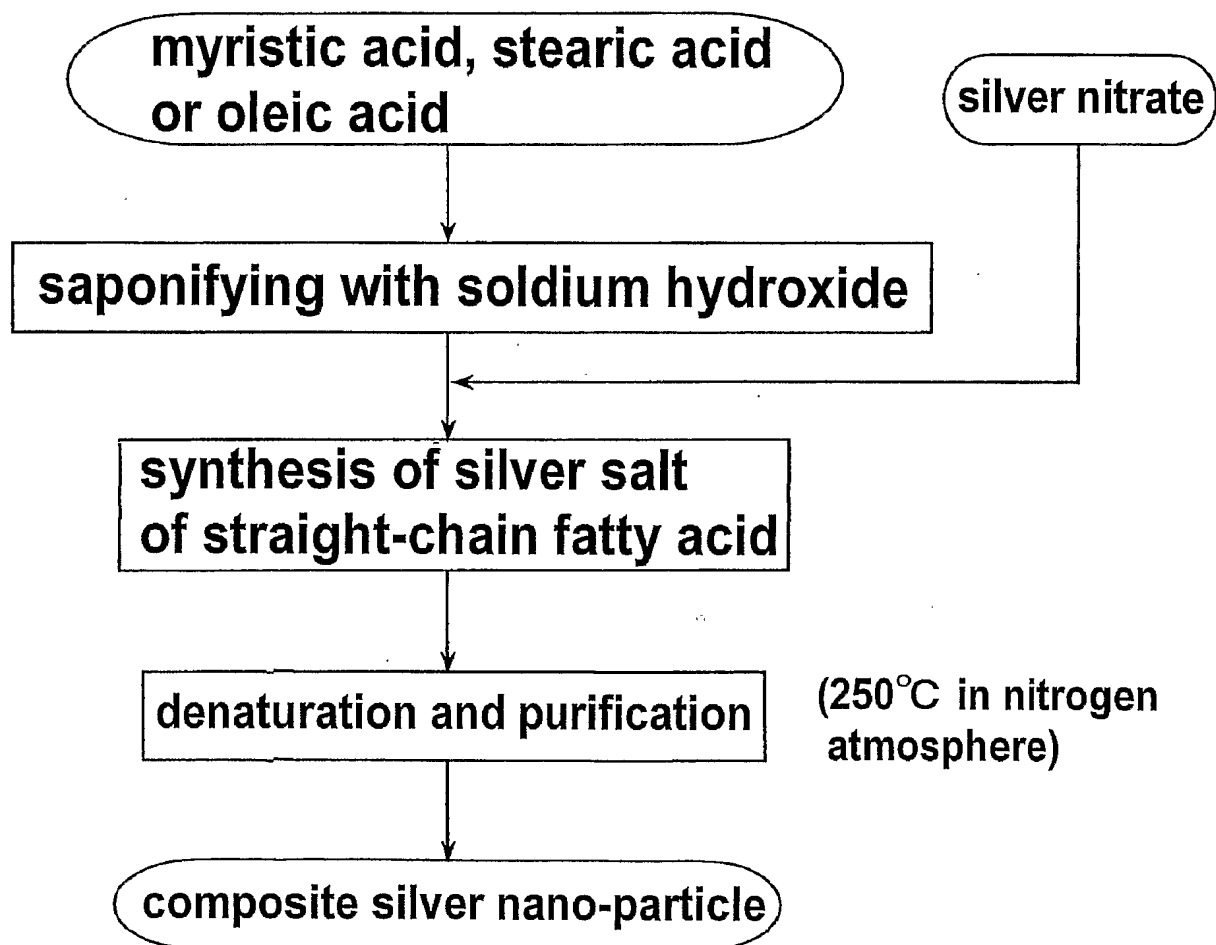 myristic acid, stearic acid
or oleic acid
silver nitrate
saponifying with soldium hydroxide
synthesis of silver salt
of straight-chain fatty acid
denaturation and purification
(250°C in nitrogen
atmosphere)
composite silver nano-particle